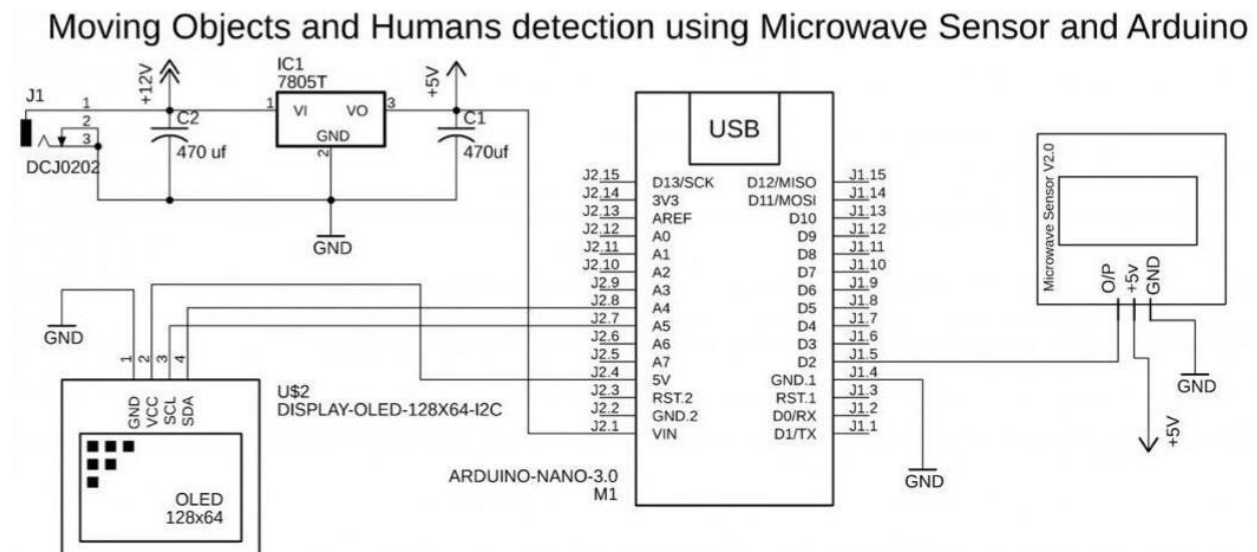 Moving Objects and Humans detection using Microwave Sensor and Arduino
J1
1
2
3
DCJ0202
+12V
C2
470 uf
IC1
7805T
1
VI
VO
3
GND
2
+5V
C1
470uf
GND
GND
1
2
3
4
GND
VCC
SCL
SDA
U$2
DISPLAY-OLED-128X64-I2C
OLED
128x64
USB
J2.15 D13/SCK D12/MISO J1.15
J2.14 3V3 D11/MOSI J1.14
J2.13 AREF D10 J1.13
J2.12 A0 D9 J1.12
J2.11 A1 D8 J1.11
J2.10 A2 D7 J1.10
J2.9 A3 D6 J1.9
J2.8 A4 D5 J1.8
J2.7 A5 D4 J1.7
J2.6 A6 D3 J1.6
J2.5 A7 D2 J1.5
J2.4 5V GND.1 J1.4
J2.3 RST.2 RST.1 J1.3
J2.2 GND.2 D0/RX J1.2
J2.1 VIN D1/TX J1.1
ARDUINO-NANO-3.0
M1
GND
Microwave Sensor V2.0
O/P
+5v
GND
GND
+5V